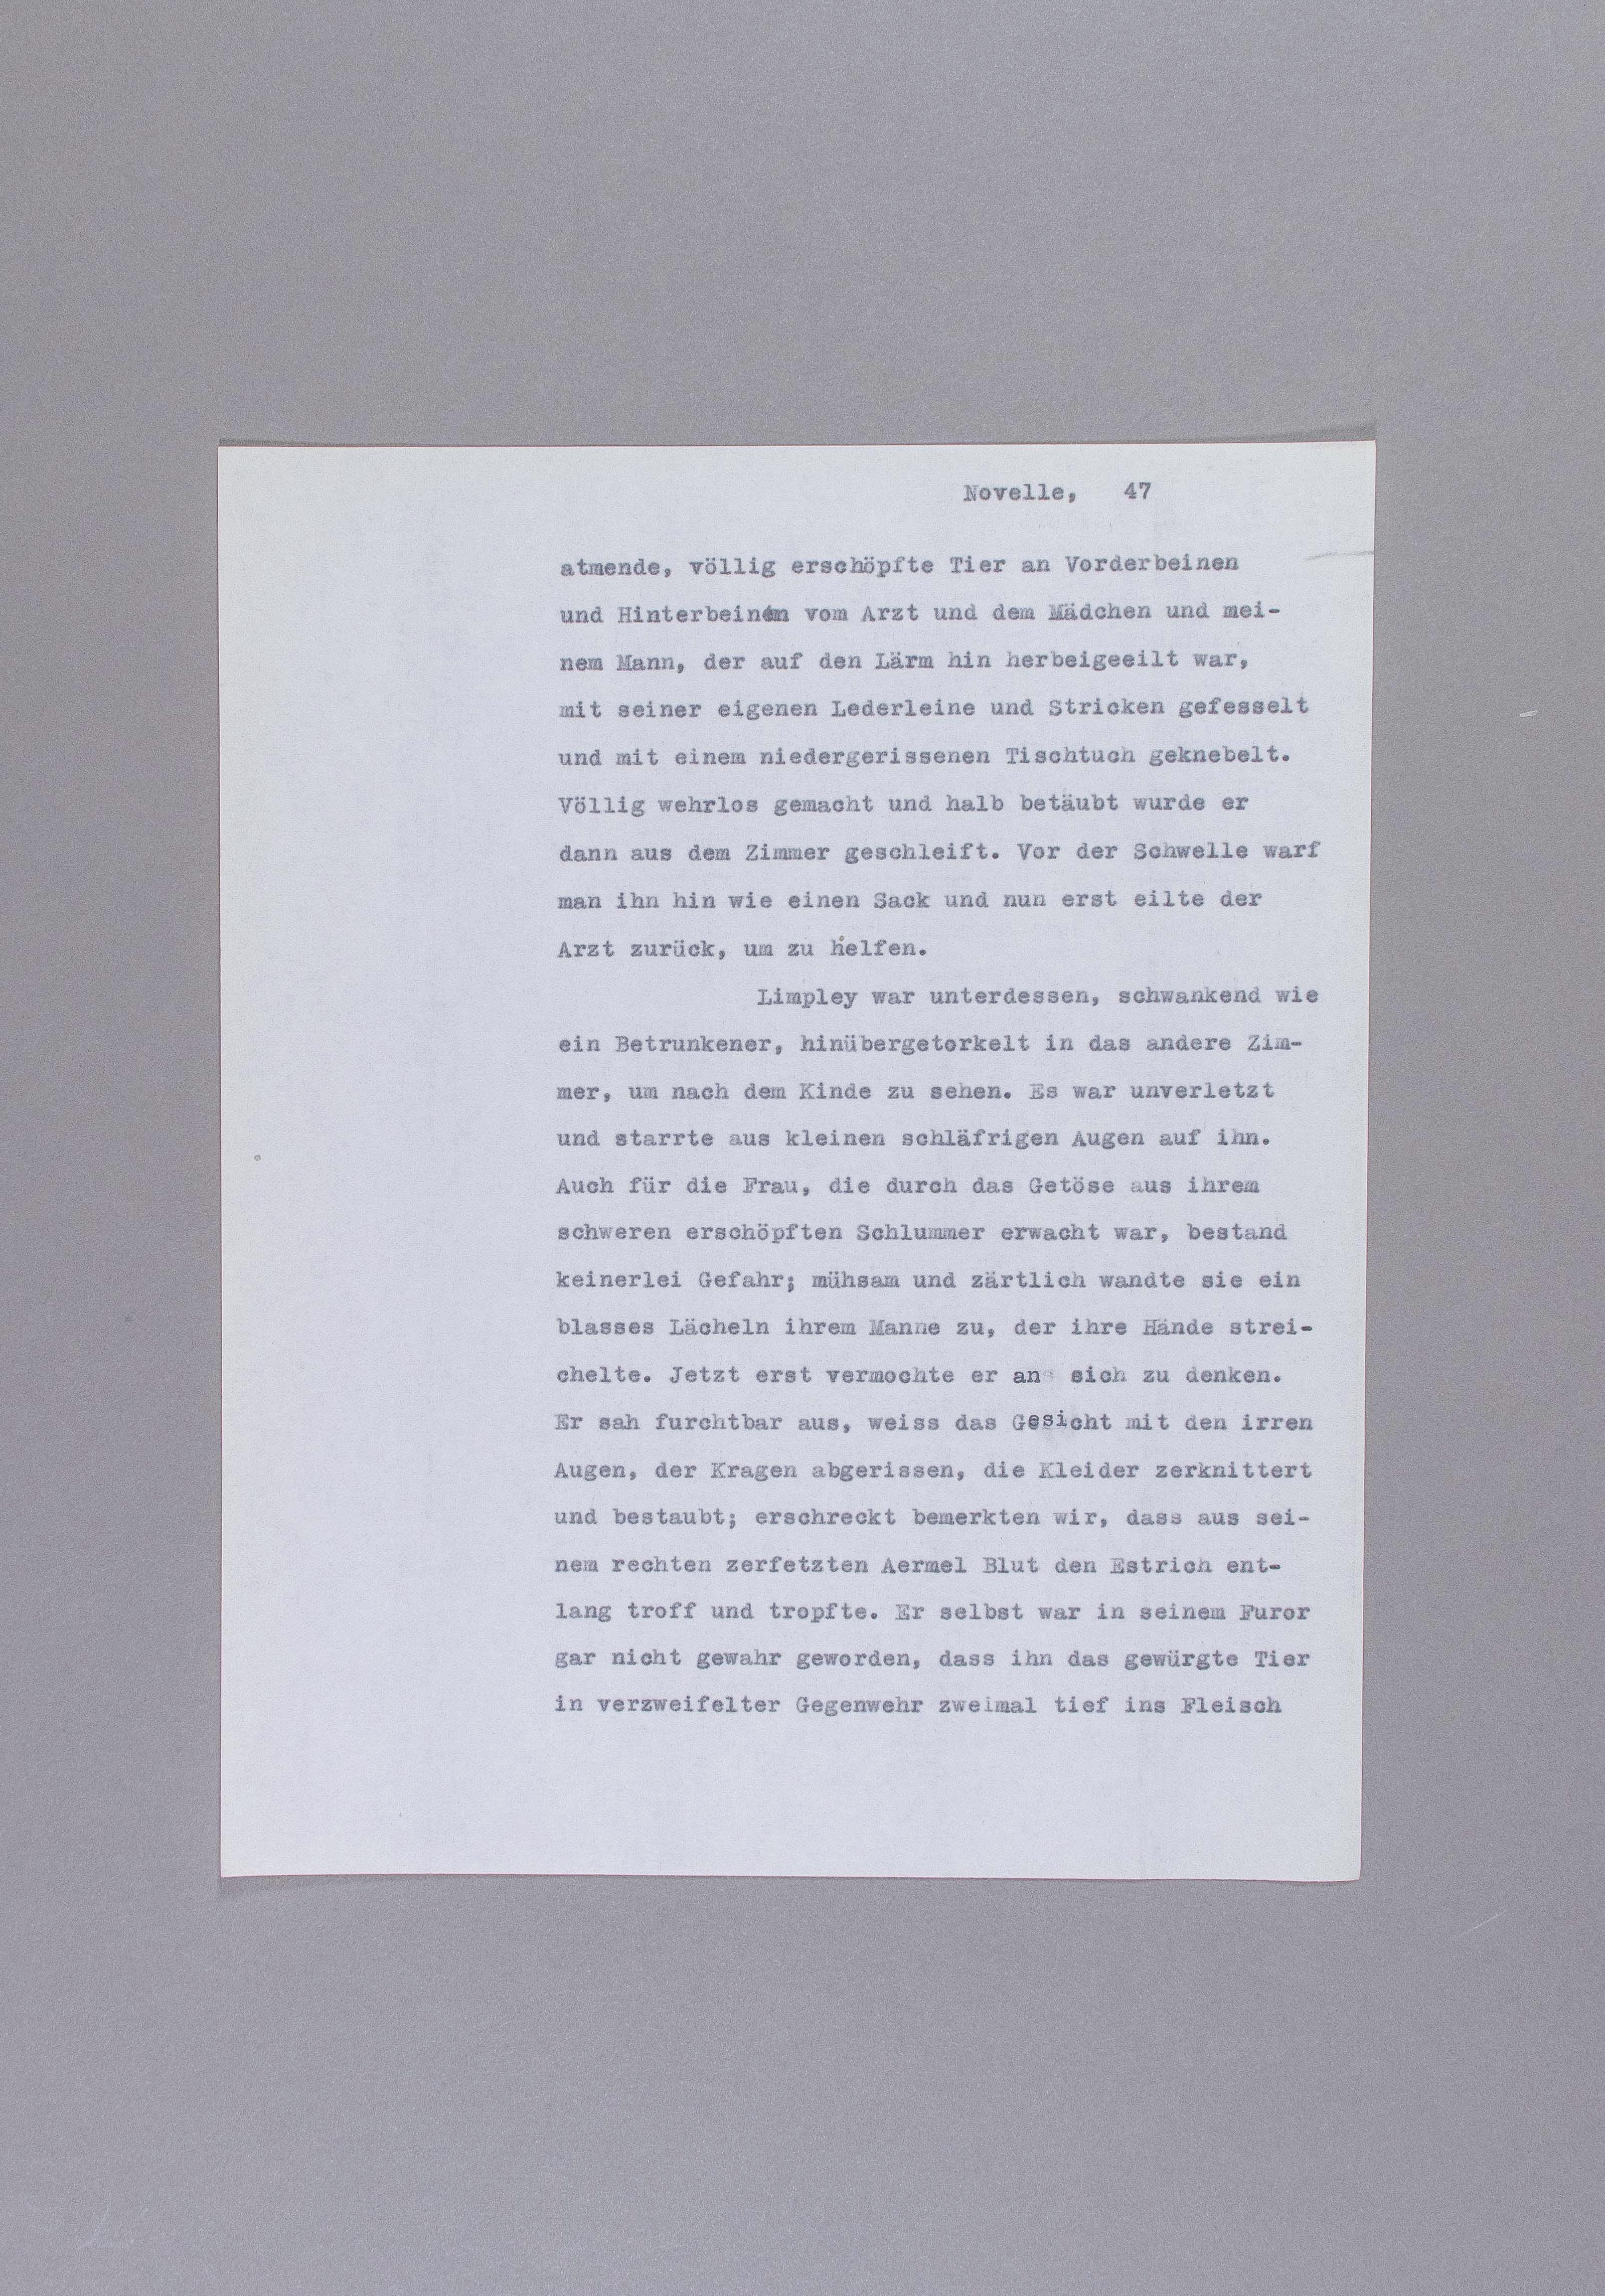 Novelle, 47
atmende, völlig erschöpfte Tier an Vorderbeinen
und Hinterbeinen vom Arzt und dem Mädchen und mei-
nem Mann, der auf den Lärm hin herbeigeeilt war,
mit seiner eigenen Lederleine und Stricken gefesselt
und mit einem niedergerissenen Tischtuch geknebelt.
Völlig wehrlos gemacht und halb betäubt wurde er
dann aus dem Zimmer geschleift. Vor der Schwelle warf
man ihn hin wie einen Sack und nun erst eilte der
Arzt zurück, um zu helfen.
Limpley war unterdessen, schwankend wie
ein Betrunkener, hinübergetorkelt in das andere Zim-
mer, um nach dem Kinde zu sehen. Es war unverletzt
und starrte aus kleinen schläfrigen Augen auf ihn.
Auch für die Frau, die durch das Getöse aus ihrem
schweren erschöpften Schlummer erwacht war, bestand
keinerlei Gefahr; mühsam und zärtlich wandte sie ein
blasses Lächeln ihrem Manne zu, der ihre Hände strei-
chelte. Jetzt erst vermochte er an sich zu denken.
Er sah furchtbar aus, weiss das Gesicht mit den irren
Augen, der Kragen abgerissen, die Kleider zerknittert
und bestaubt; erschreckt bemerkten wir, dass aus sei-
nem rechten zerfetzten Aermel Blut den Estrich ent-
lang troff und tropfte. Er selbst war in seinem Furor
gar nicht gewahr geworden, dass ihn das gewürgte Tier
in verzweifelter Gegenwehr zweimal tief ins Fleisch